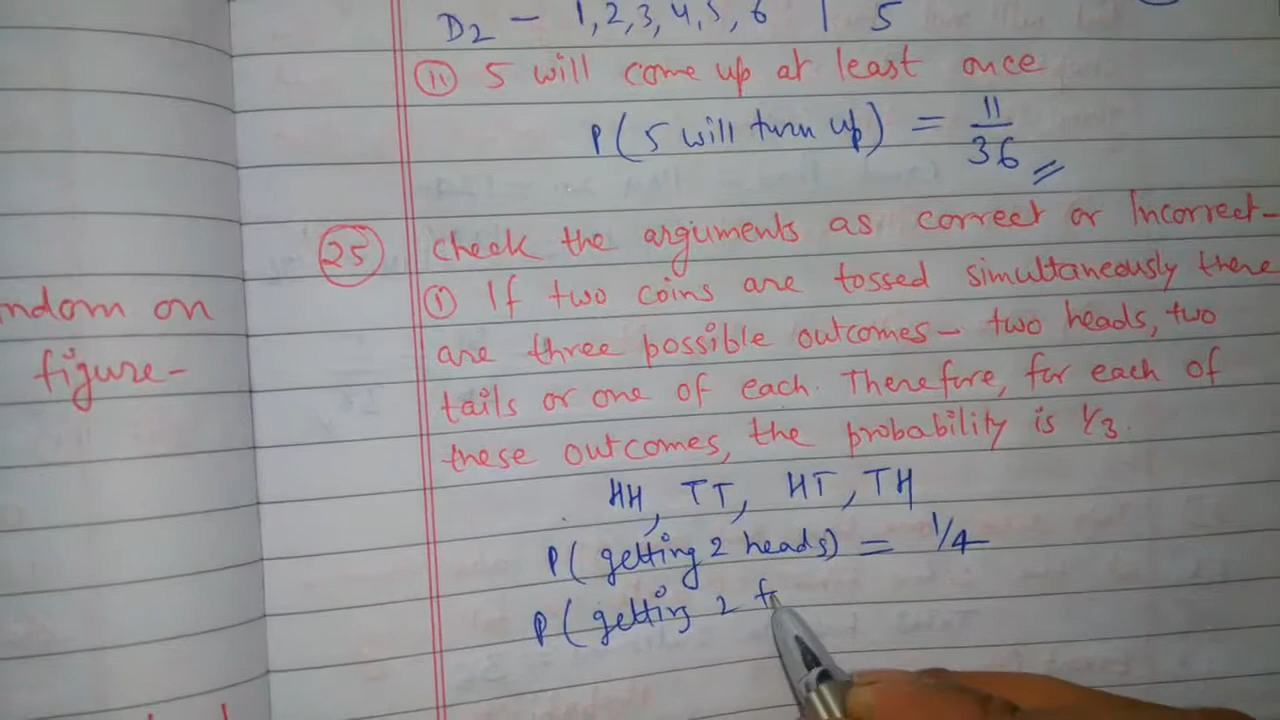 D2 - 1, 2, 3, 4, 5, 6 | 5
(ii) 5 will come up at least once
P(5 will turn up) = 11/36
ndom on
figure-
(25) check the arguments as correct or Incorrect-
(1) If two coins are tossed simultaneously there
are three possible outcomes- two heads, two
tails or one of each. Therefore, for each of
these outcomes, the probability is 1/3.
HH, TT, HT, TH
P(getting 2 heads) = 1/4
P(getting 2 t